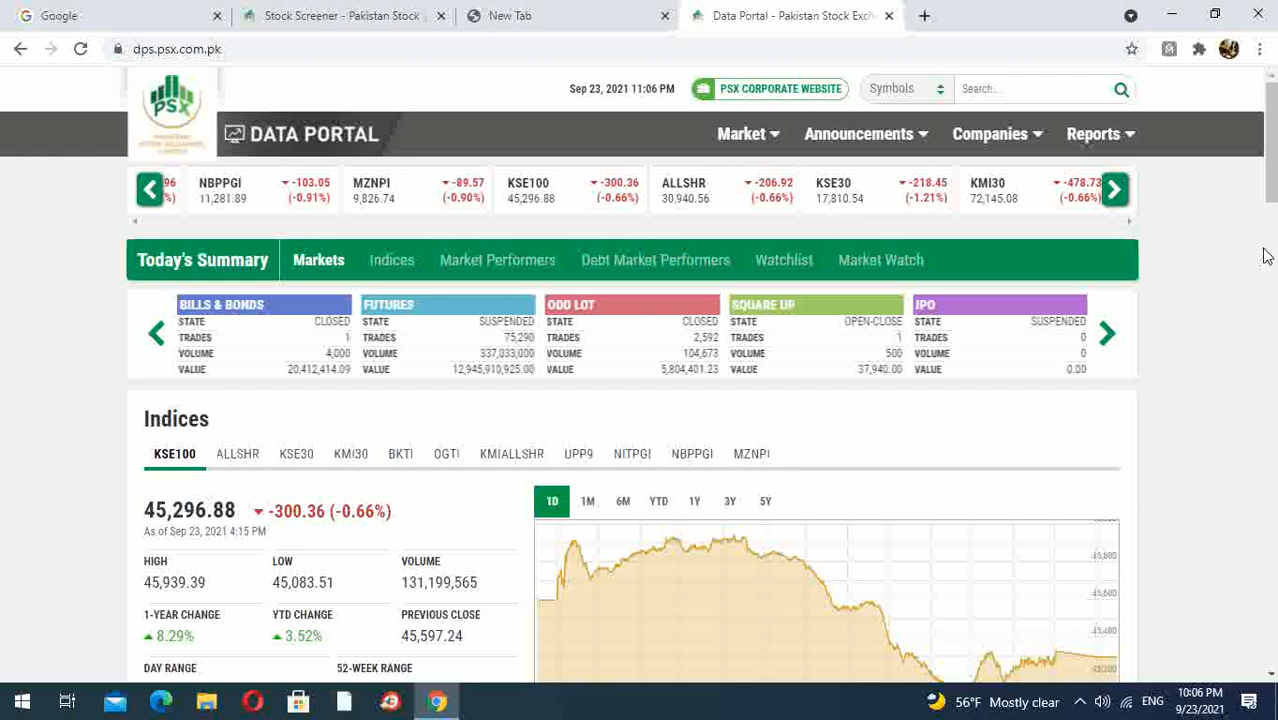 Google
Stock Screener - Pakistan Stock
New Tab
Data Portal - Pakistan Stock Exch
dps.psx.com.pk
Sep 23, 2021 11:06 PM
PSX CORPORATE WEBSITE
Symbols
Search...
PSX
DATA PORTAL
Market
Announcements
Companies
Reports
96
%)
NBPPGI -103.05
11,281.89 (-0.91%)
MZNPI -89.57
9,826.74 (-0.90%)
KSE100 -300.36
45,296.88 (-0.66%)
ALLSHR -206.92
30,940.56 (-0.66%)
KSE30 -218.45
17,810.54 (-1.21%)
KMI30 -478.73
72,145.08 (-0.66%)
Today's Summary Markets Indices Market Performers Debt Market Performers Watchlist Market Watch
BILLS & BONDS
STATE CLOSED
TRADES 1
VOLUME 4,000
VALUE 20,412,414.09
FUTURES
STATE SUSPENDED
TRADES 75,290
VOLUME 337,033,000
VALUE 12,945,910,925.00
ODD LOT
STATE CLOSED
TRADES 2,592
VOLUME 104,673
VALUE 5,804,401.23
SQUARE UP
STATE OPEN-CLOSE
TRADES 1
VOLUME 500
VALUE 37,940.00
IPO
STATE SUSPENDED
TRADES 0
VOLUME 0
VALUE 0.00
Indices
KSE100 ALLSHR KSE30 KMI30 BKTI OGTI KMIALLSHR UPP9 NITPGI NBPPGI MZNPI
45,296.88 -300.36 (-0.66%)
As of Sep 23, 2021 4:15 PM
HIGH LOW VOLUME
45,939.39 45,083.51 131,199,565
1-YEAR CHANGE YTD CHANGE PREVIOUS CLOSE
8.29% 3.52% 45,597.24
DAY RANGE 52-WEEK RANGE
1D 1M 6M YTD 1Y 3Y 5Y
45,800
45,600
45,400
45,200
56°F Mostly clear
ENG
10:06 PM
9/23/2021